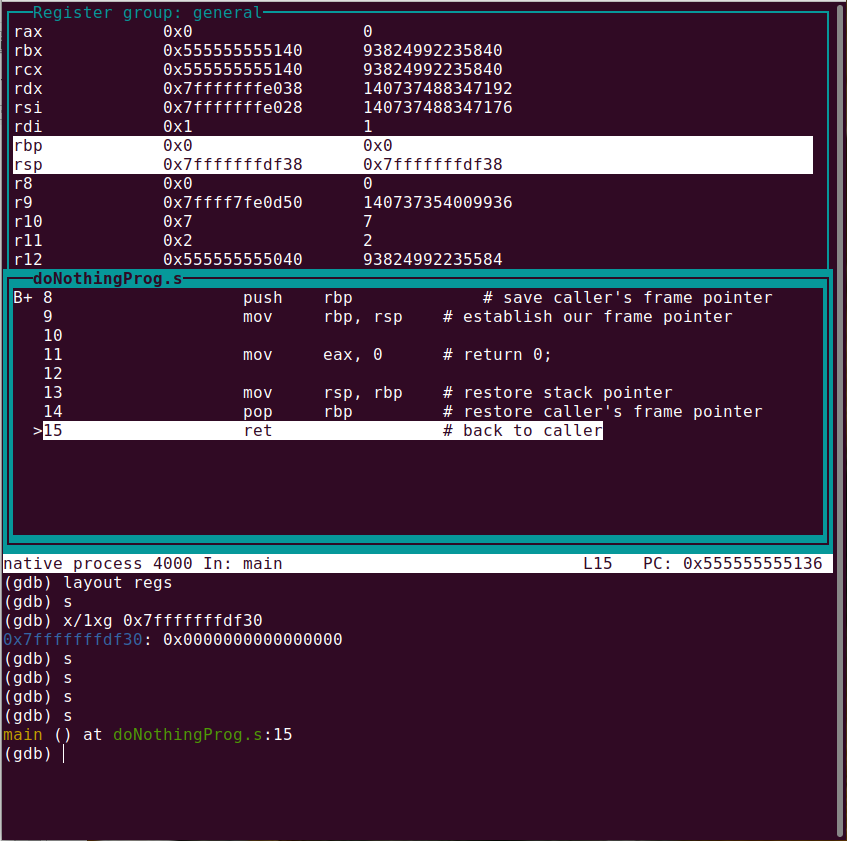 Register group: general
rax 0x0 0
rbx 0x555555555140 93824992235840
rcx 0x555555555140 93824992235840
rdx 0x7fffffffe038 140737488347192
rsi 0x7fffffffe028 140737488347176
rdi 0x1 1
rbp 0x0 0x0
rsp 0x7fffffffdf38 0x7fffffffdf38
r8 0x0 0
r9 0x7ffff7fe0d50 140737354009936
r10 0x7 7
r11 0x2 2
r12 0x555555555040 93824992235584
doNothingProg.s
B+ 8 push rbp # save caller's frame pointer
9 mov rbp, rsp # establish our frame pointer
10
11 mov eax, 0 # return 0;
12
13 mov rsp, rbp # restore stack pointer
14 pop rbp # restore caller's frame pointer
>15 ret # back to caller
native process 4000 In: main L15 PC: 0x555555555136
(gdb) layout regs
(gdb) s
(gdb) x/1xg 0x7fffffffdf30
0x7fffffffdf30: 0x0000000000000000
(gdb) s
(gdb) s
(gdb) s
(gdb) s
main () at doNothingProg.s:15
(gdb)